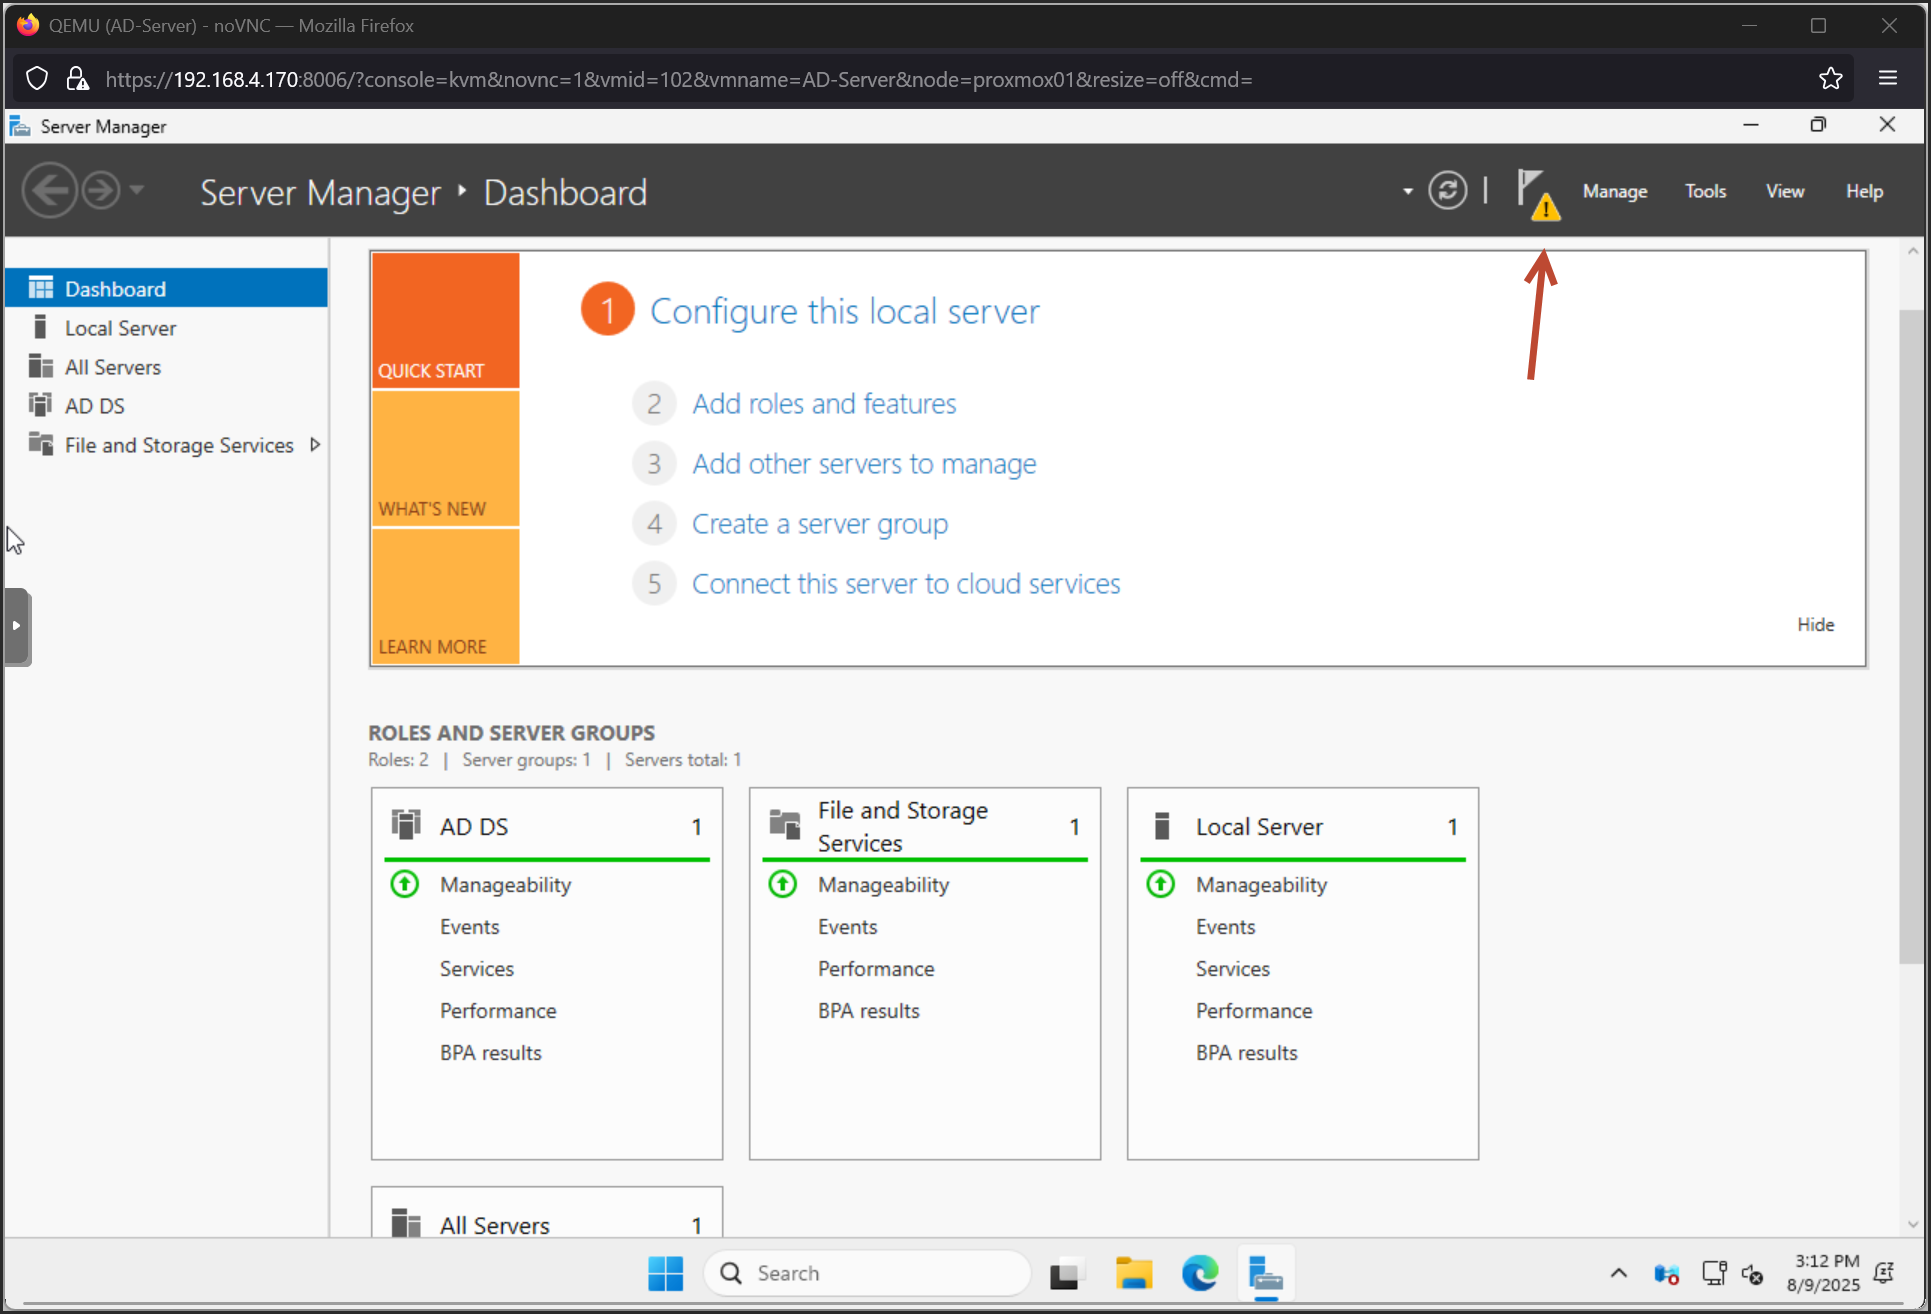 QEMU (AD-Server) - noVNC — Mozilla Firefox
https://192.168.4.170:8006/?console=kvm&novnc=1&vmid=102&vmname=AD-Server&node=proxmox01&resize=off&cmd=
Server Manager
Server Manager ‣ Dashboard
Manage Tools View Help
Dashboard
Local Server
All Servers
AD DS
File and Storage Services
QUICK START
WHAT'S NEW
LEARN MORE
1 Configure this local server
2 Add roles and features
3 Add other servers to manage
4 Create a server group
5 Connect this server to cloud services
Hide
ROLES AND SERVER GROUPS
Roles: 2 | Server groups: 1 | Servers total: 1
AD DS 1
Manageability
Events
Services
Performance
BPA results
File and Storage
Services 1
Manageability
Events
Performance
BPA results
Local Server 1
Manageability
Events
Services
Performance
BPA results
All Servers 1
Search
3:12 PM
8/9/2025